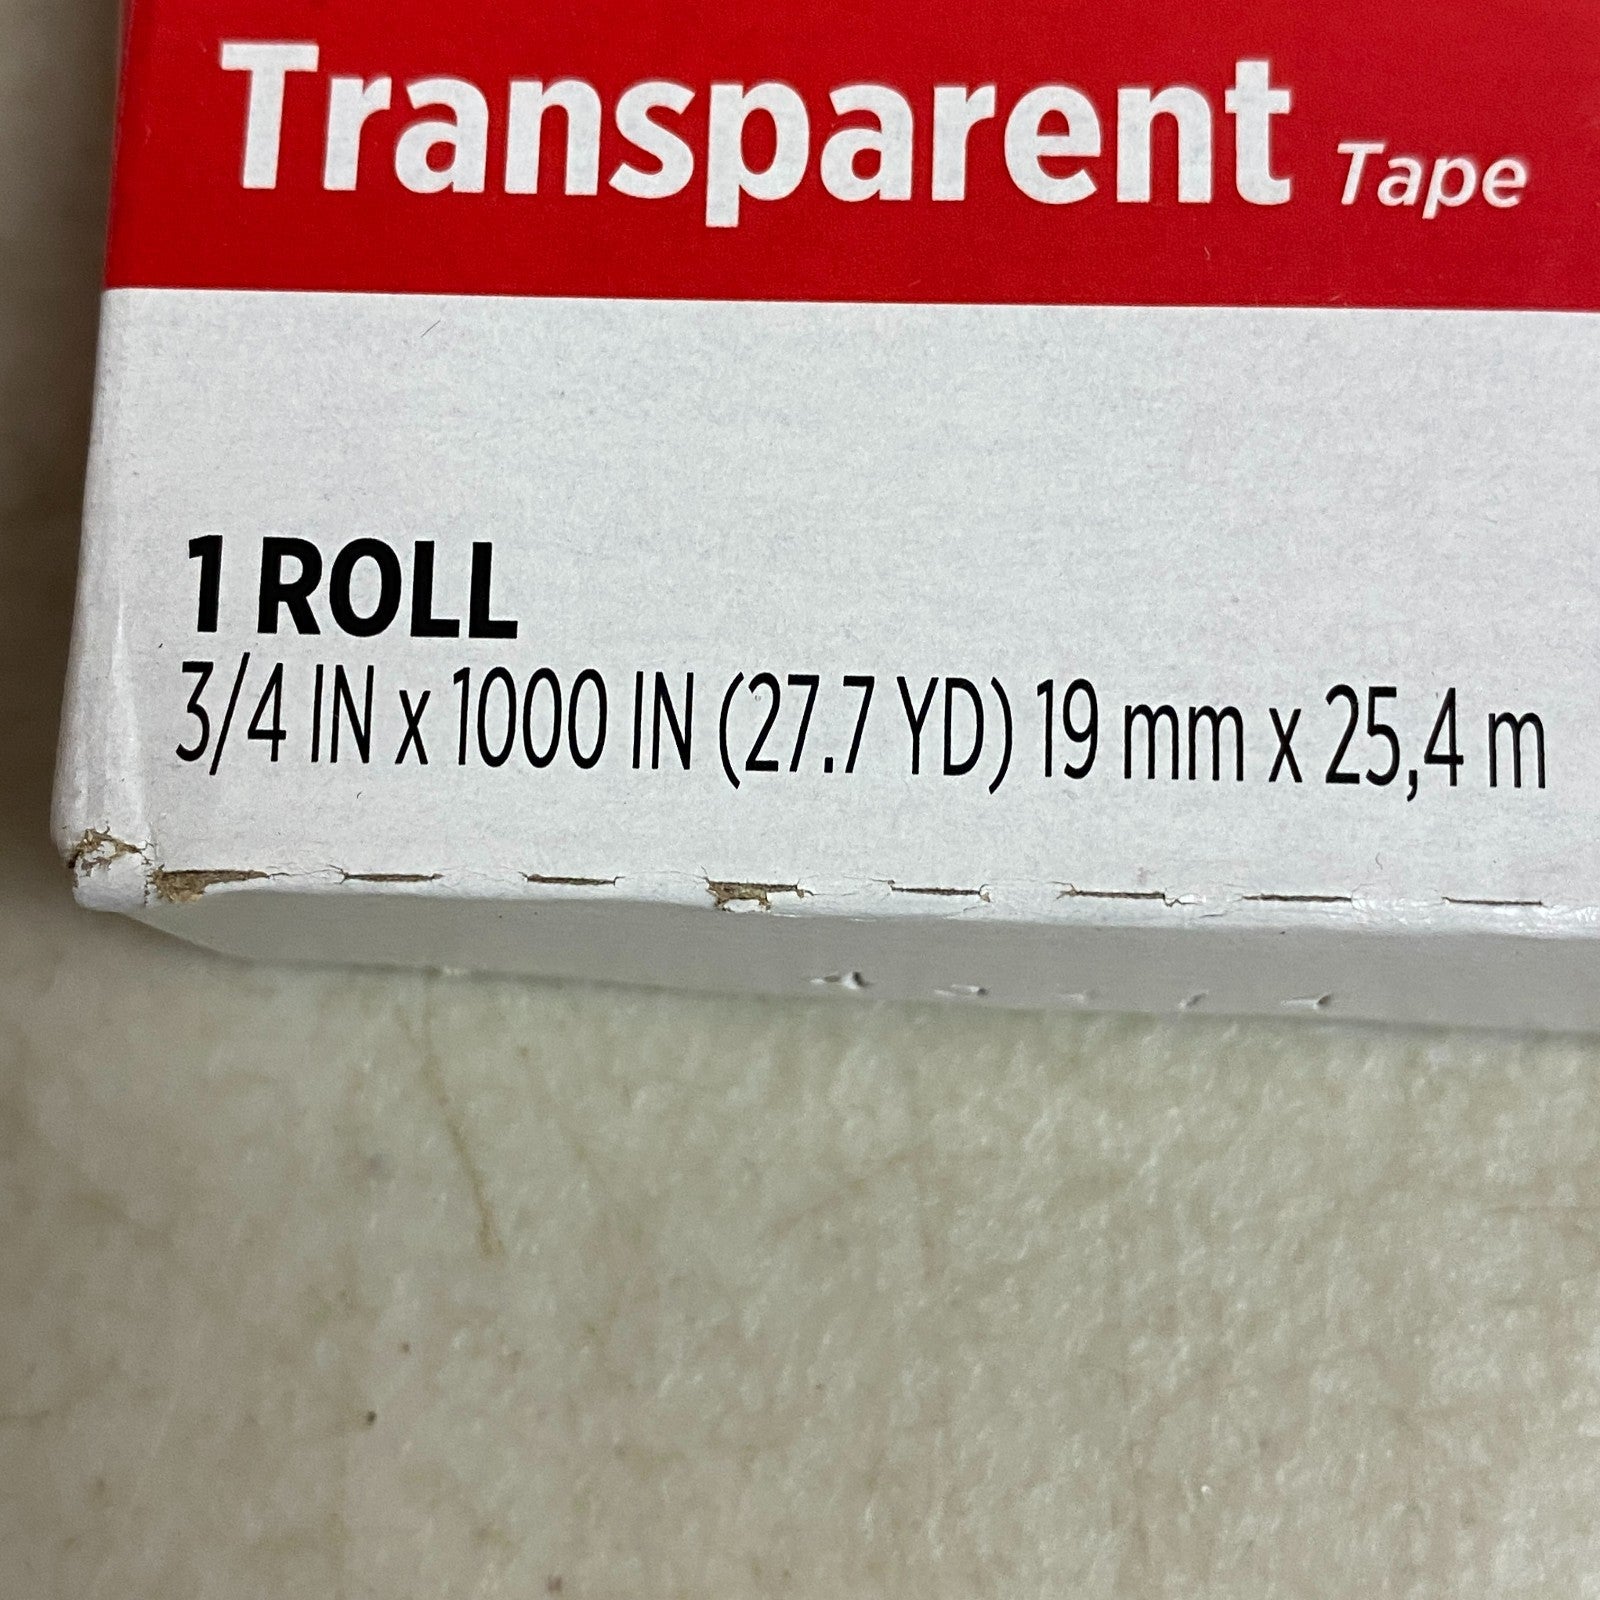 Transparent Tape
1 ROLL
3/4 IN x 1000 IN (27.7 YD) 19 mm x 25,4 m